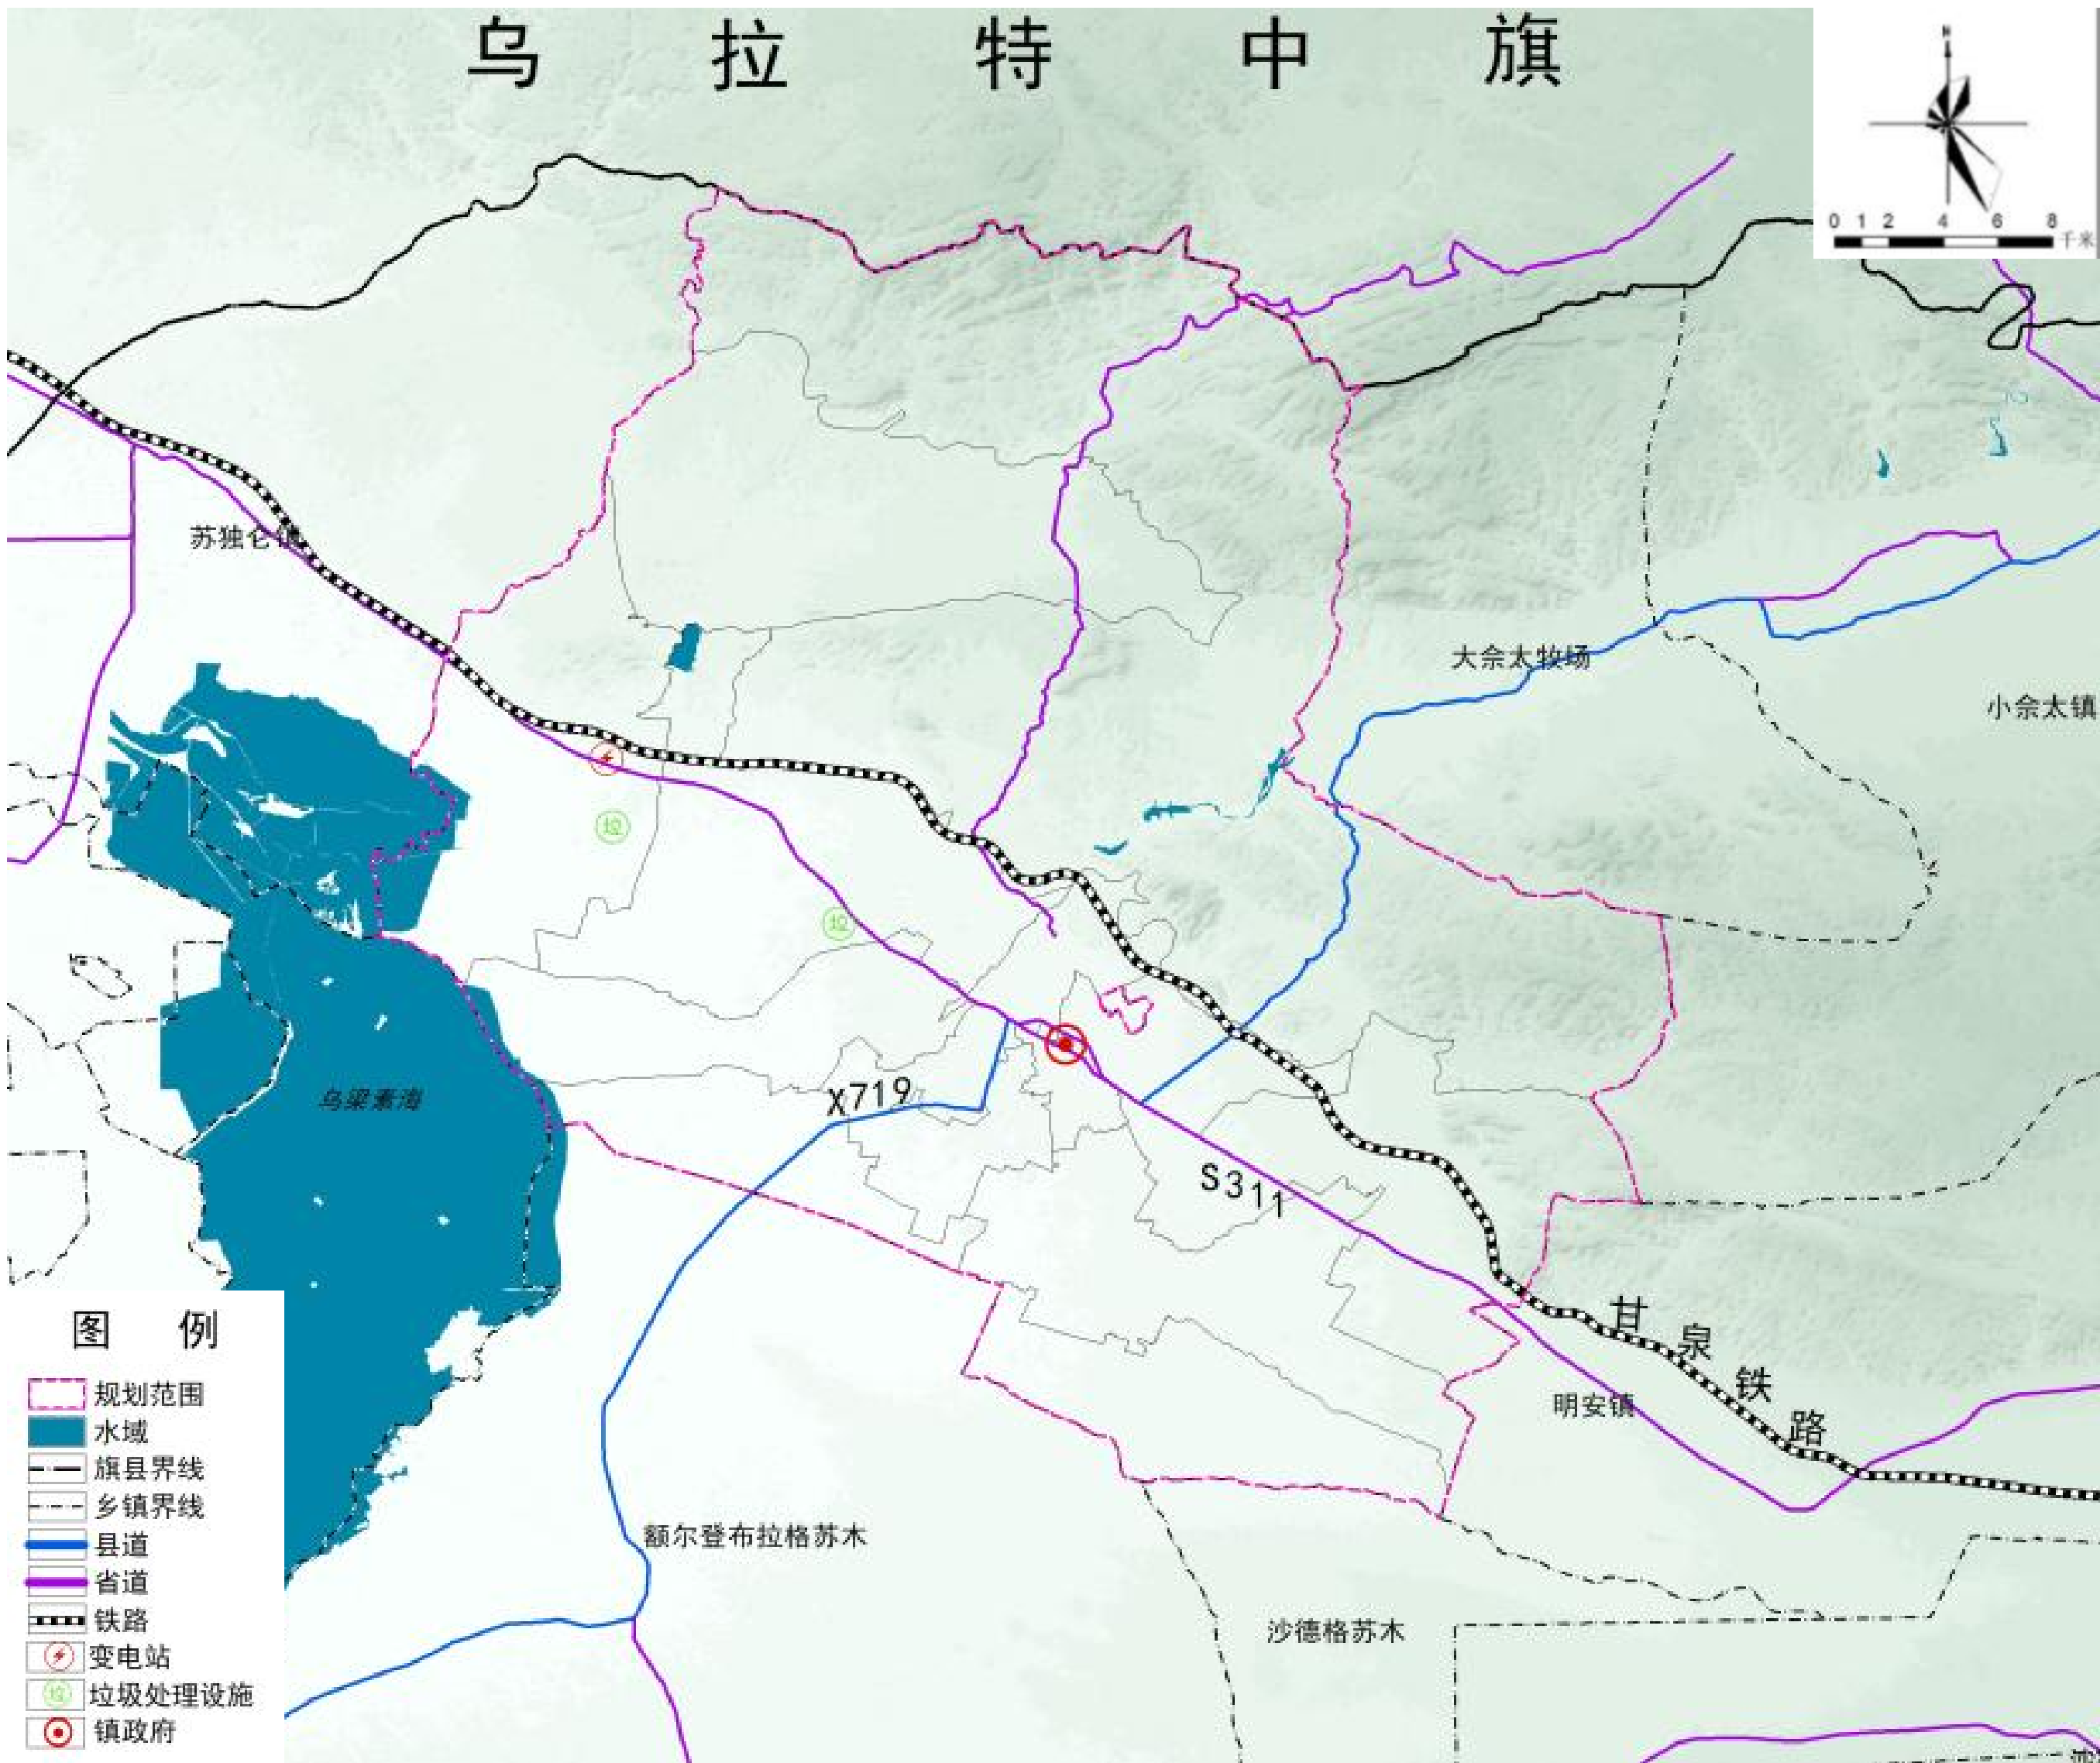 乌拉特中旗
N
0 1 2 4 6 8
千米
苏独仑镇
大佘太牧场
小佘太镇
垃
垃
乌梁素海
X719
S311
甘泉铁路
明安镇
额尔登布拉格苏木
沙德格苏木
图 例
规划范围
水域
旗县界线
乡镇界线
县道
省道
铁路
变电站
垃 垃圾处理设施
镇政府